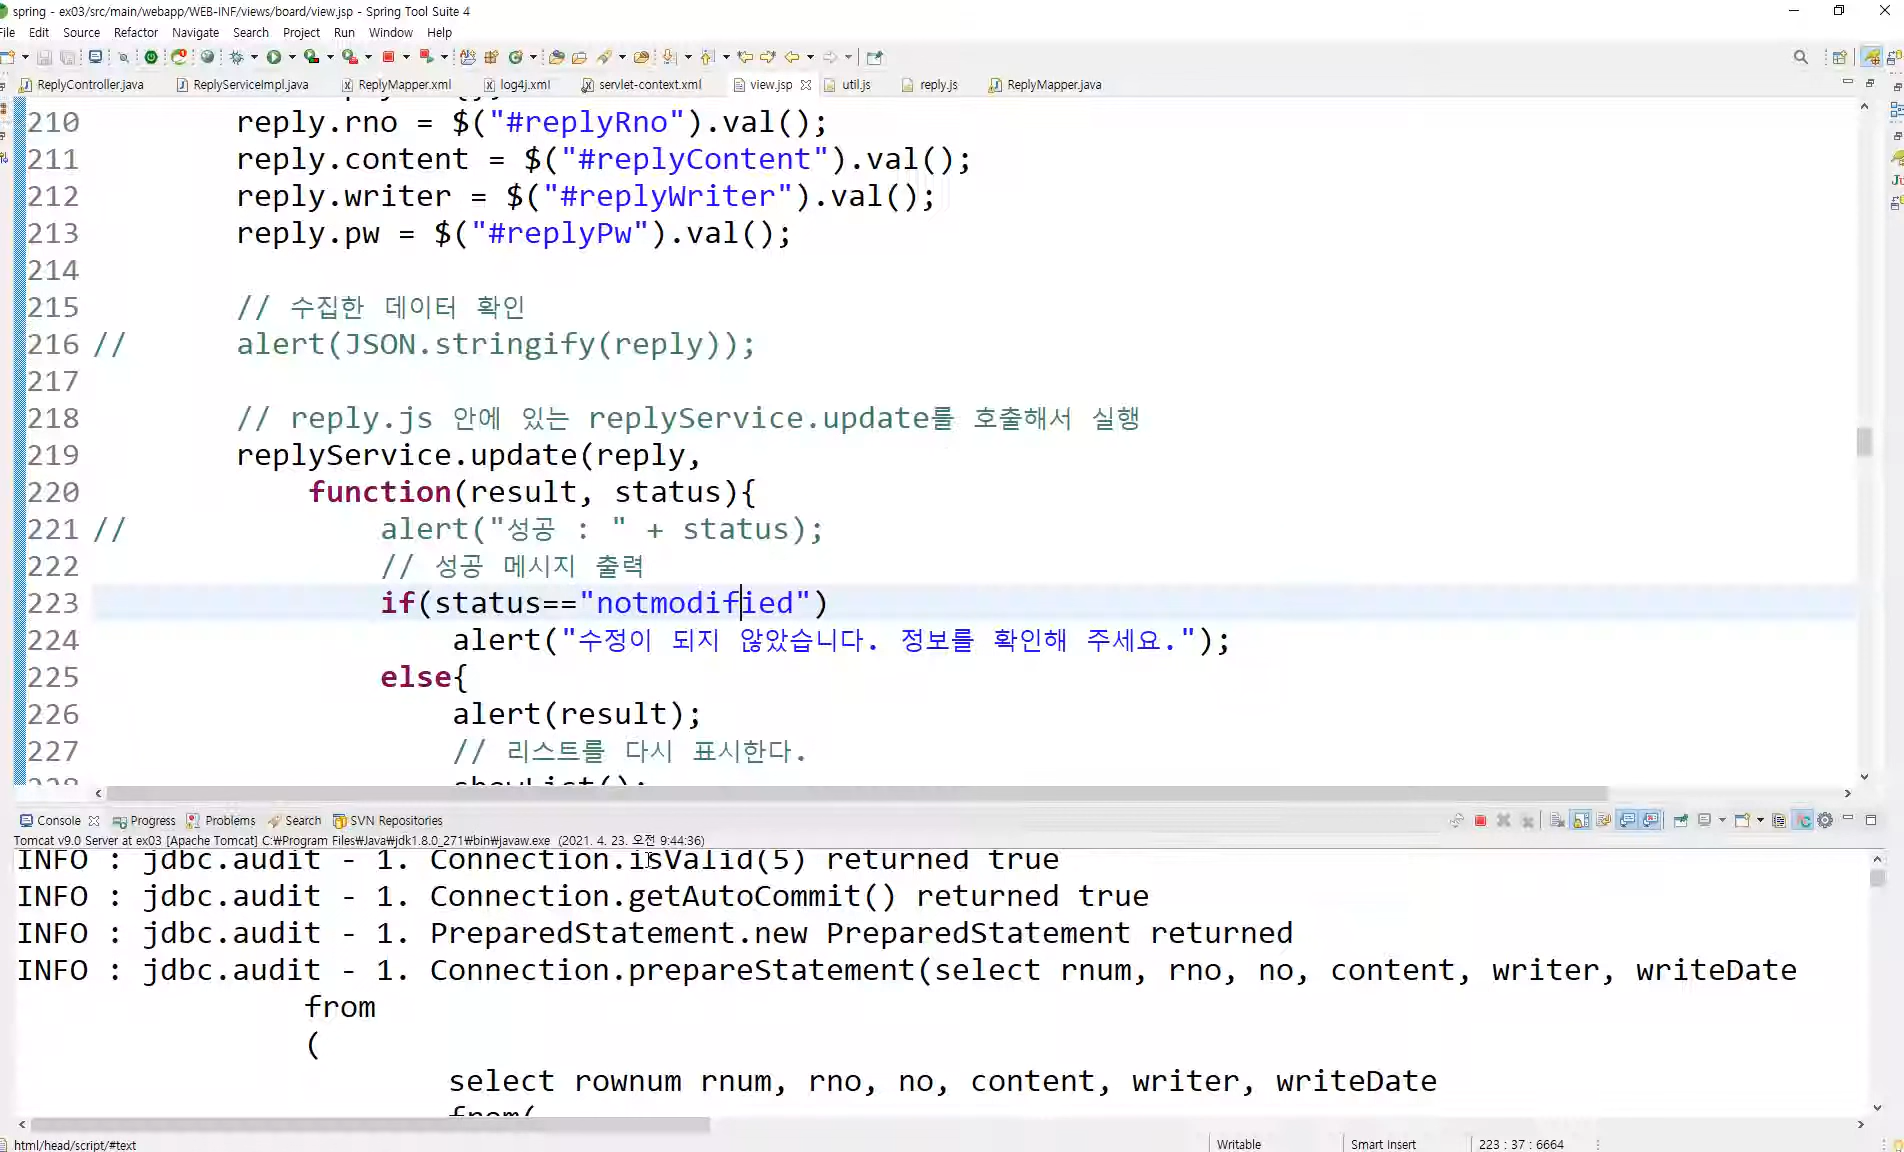 spring - ex03/src/main/webapp/WEB-INF/views/board/view.jsp - Spring Tool Suite 4
File Edit Source Refactor Navigate Search Project Run Window Help
ReplyController.java ReplyServiceImpl.java ReplyMapper.xml log4j.xml servlet-context.xml view.jsp util.js reply.js ReplyMapper.java
210 reply.rno = $("#replyRno").val();
211 reply.content = $("#replyContent").val();
212 reply.writer = $("#replyWriter").val();
213 reply.pw = $("#replyPw").val();
214
215 // 수집한 데이터 확인
216 // alert(JSON.stringify(reply));
217
218 // reply.js 안에 있는 replyService.update를 호출해서 실행
219 replyService.update(reply,
220 function(result, status){
221 // alert("성공 : " + status);
222 // 성공 메시지 출력
223 if(status=="notmodified")
224 alert("수정이 되지 않았습니다. 정보를 확인해 주세요.");
225 else{
226 alert(result);
227 // 리스트를 다시 표시한다.
228 showList();
Console Progress Problems Search SVN Repositories
Tomcat v9.0 Server at ex03 [Apache Tomcat] C:₩Program Files₩Java₩jdk1.8.0_271₩bin₩javaw.exe (2021. 4. 23. 오전 9:44:36)
INFO : jdbc.audit - 1. Connection.isValid(5) returned true
INFO : jdbc.audit - 1. Connection.getAutoCommit() returned true
INFO : jdbc.audit - 1. PreparedStatement.new PreparedStatement returned
INFO : jdbc.audit - 1. Connection.prepareStatement(select rnum, rno, no, content, writer, writeDate
from
(
select rownum rnum, rno, no, content, writer, writeDate
from(
html/head/script/#text Writable Smart Insert 223 : 37 : 6664